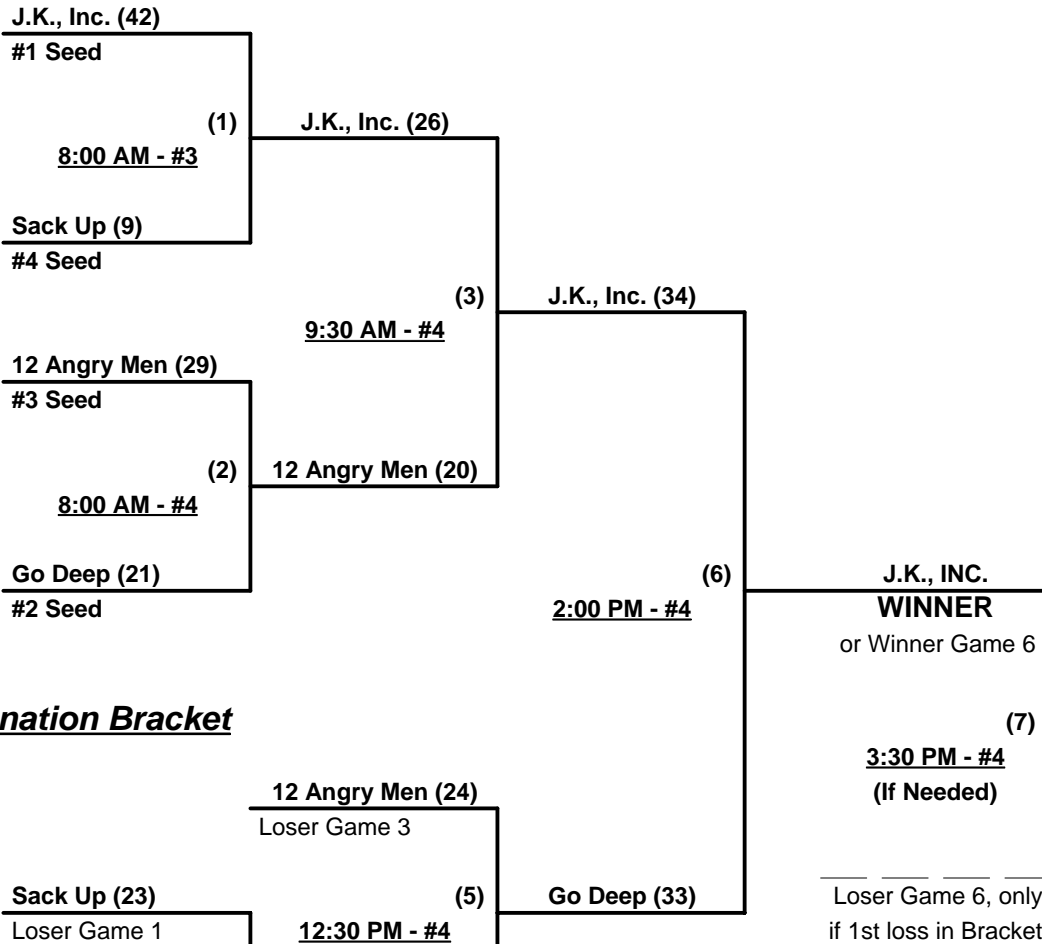 J.K., Inc. (42)
#1 Seed
(1)
J.K., Inc. (26)
8:00 AM - #3
Sack Up (9)
#4 Seed
(3)
J.K., Inc. (34)
9:30 AM - #4
12 Angry Men (29)
#3 Seed
(2)
12 Angry Men (20)
8:00 AM - #4
Go Deep (21)
#2 Seed
(6)
J.K., INC.
2:00 PM - #4
WINNER
or Winner Game 6
nation Bracket
(7)
3:30 PM - #4
(If Needed)
12 Angry Men (24)
Loser Game 3
Sack Up (23)
Loser Game 1
(5)
Go Deep (33)
12:30 PM - #4
Loser Game 6, only
if 1st loss in Bracket